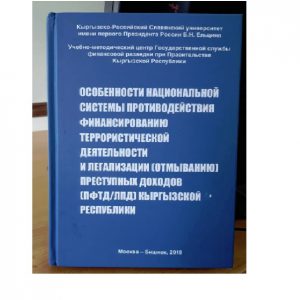 Кыргызско-Российский Славянский университет
имени первого Президента России Б.Н. Ельцина
Учебно-методический центр Государственной службы
финансовой разведки при Правительстве
Кыргызской Республики
ОСОБЕННОСТИ НАЦИОНАЛЬНОЙ
СИСТЕМЫ ПРОТИВОДЕЙСТВИЯ
ФИНАНСИРОВАНИЮ
ТЕРРОРИСТИЧЕСКОЙ
ДЕЯТЕЛЬНОСТИ
И ЛЕГАЛИЗАЦИИ (ОТМЫВАНИЮ)
ПРЕСТУПНЫХ ДОХОДОВ
(ПФТД/ЛПД) КЫРГЫЗСКОЙ
РЕСПУБЛИКИ
Москва – Бишкек, 2018